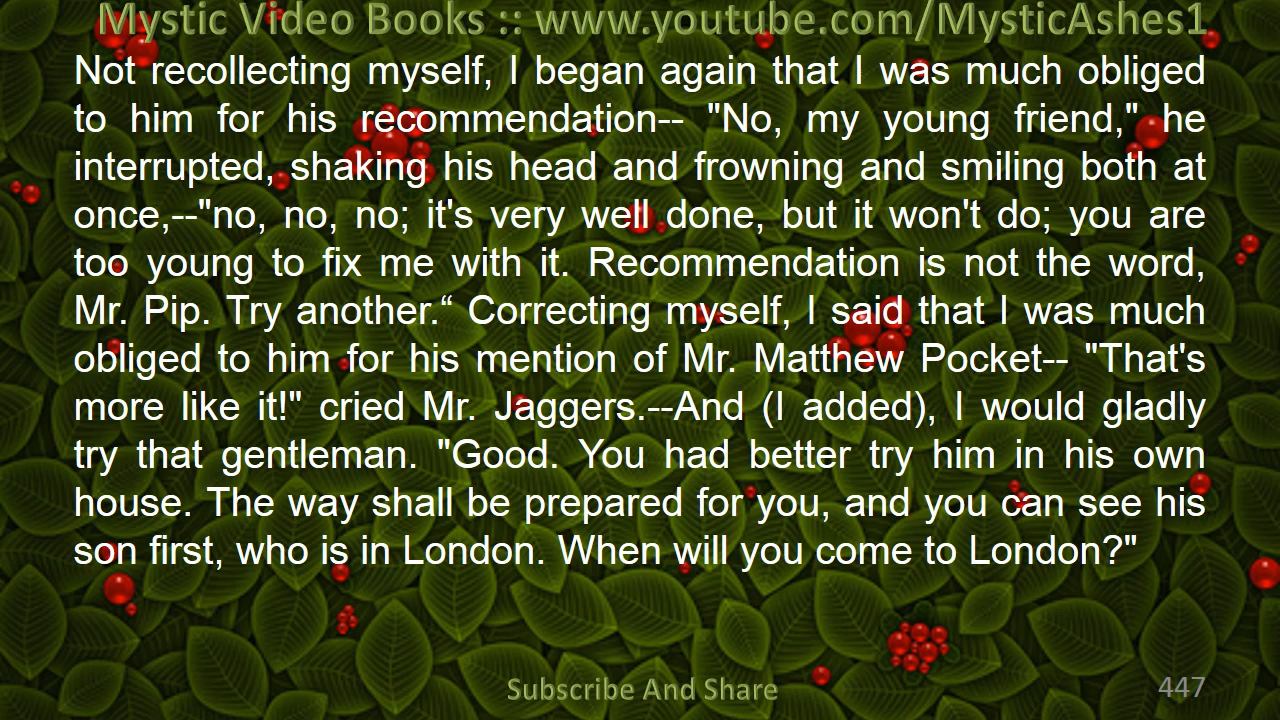 Mystic Video Books :: www.youtube.com/MysticAshes1
Not recollecting myself, I began again that I was much obliged
to him for his recommendation-- "No, my young friend," he
interrupted, shaking his head and frowning and smiling both at
once,--"no, no, no; it's very well done, but it won't do; you are
too young to fix me with it. Recommendation is not the word,
Mr. Pip. Try another.“ Correcting myself, I said that I was much
obliged to him for his mention of Mr. Matthew Pocket-- "That's
more like it!" cried Mr. Jaggers.--And (I added), I would gladly
try that gentleman. "Good. You had better try him in his own
house. The way shall be prepared for you, and you can see his
son first, who is in London. When will you come to London?"
Subscribe And Share
447